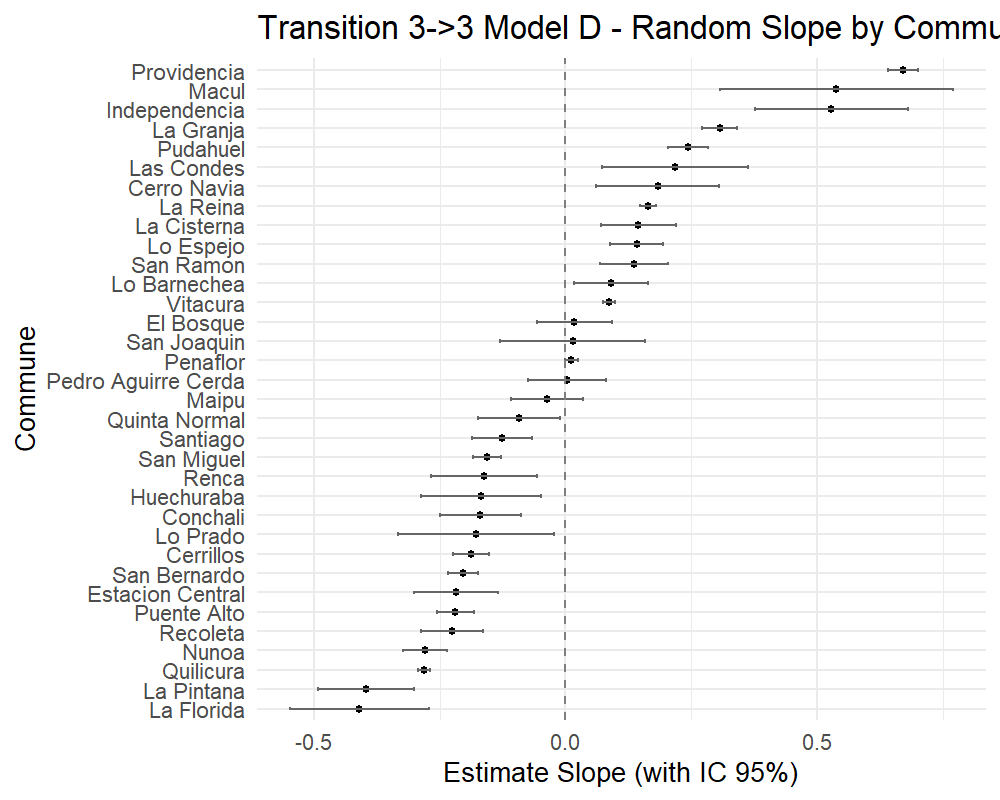 Transition 3->3 Model D - Random Slope by Commu
Providencia
Macul
Independencia
La Granja
Pudahuel
Las Condes
Cerro Navia
La Reina
La Cisterna
Lo Espejo
San Ramon
Lo Barnechea
Vitacura
El Bosque
San Joaquin
Penaflor
Pedro Aguirre Cerda
Maipu
Quinta Normal
Santiago
San Miguel
Renca
Huechuraba
Conchali
Lo Prado
Cerrillos
San Bernardo
Estacion Central
Puente Alto
Recoleta
Nunoa
Quilicura
La Pintana
La Florida
Commune
-0.5 0.0 0.5
Estimate Slope (with IC 95%)